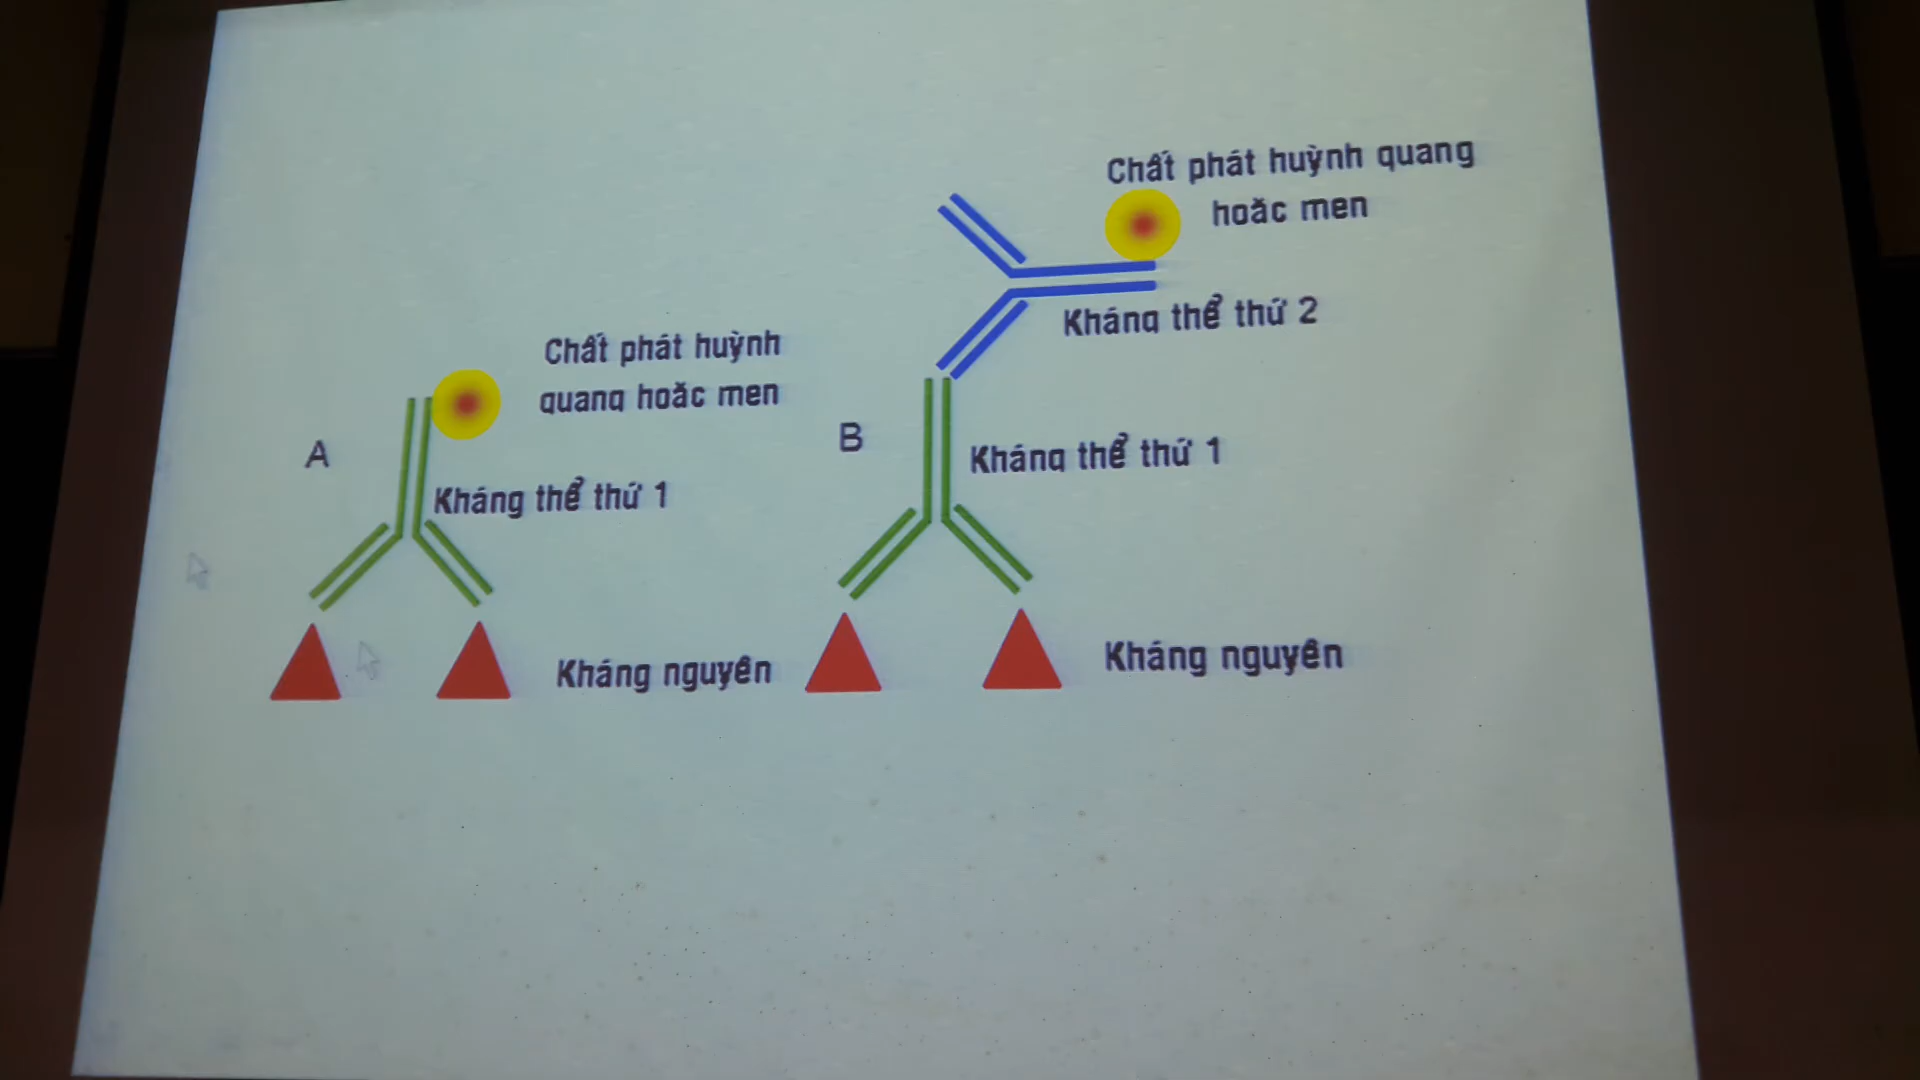 Chất phát huỳnh
quang hoặc men
A
Kháng thể thứ 1
Kháng nguyên
Chất phát huỳnh quang
hoặc men
Kháng thể thứ 2
B
Kháng thể thứ 1
Kháng nguyên